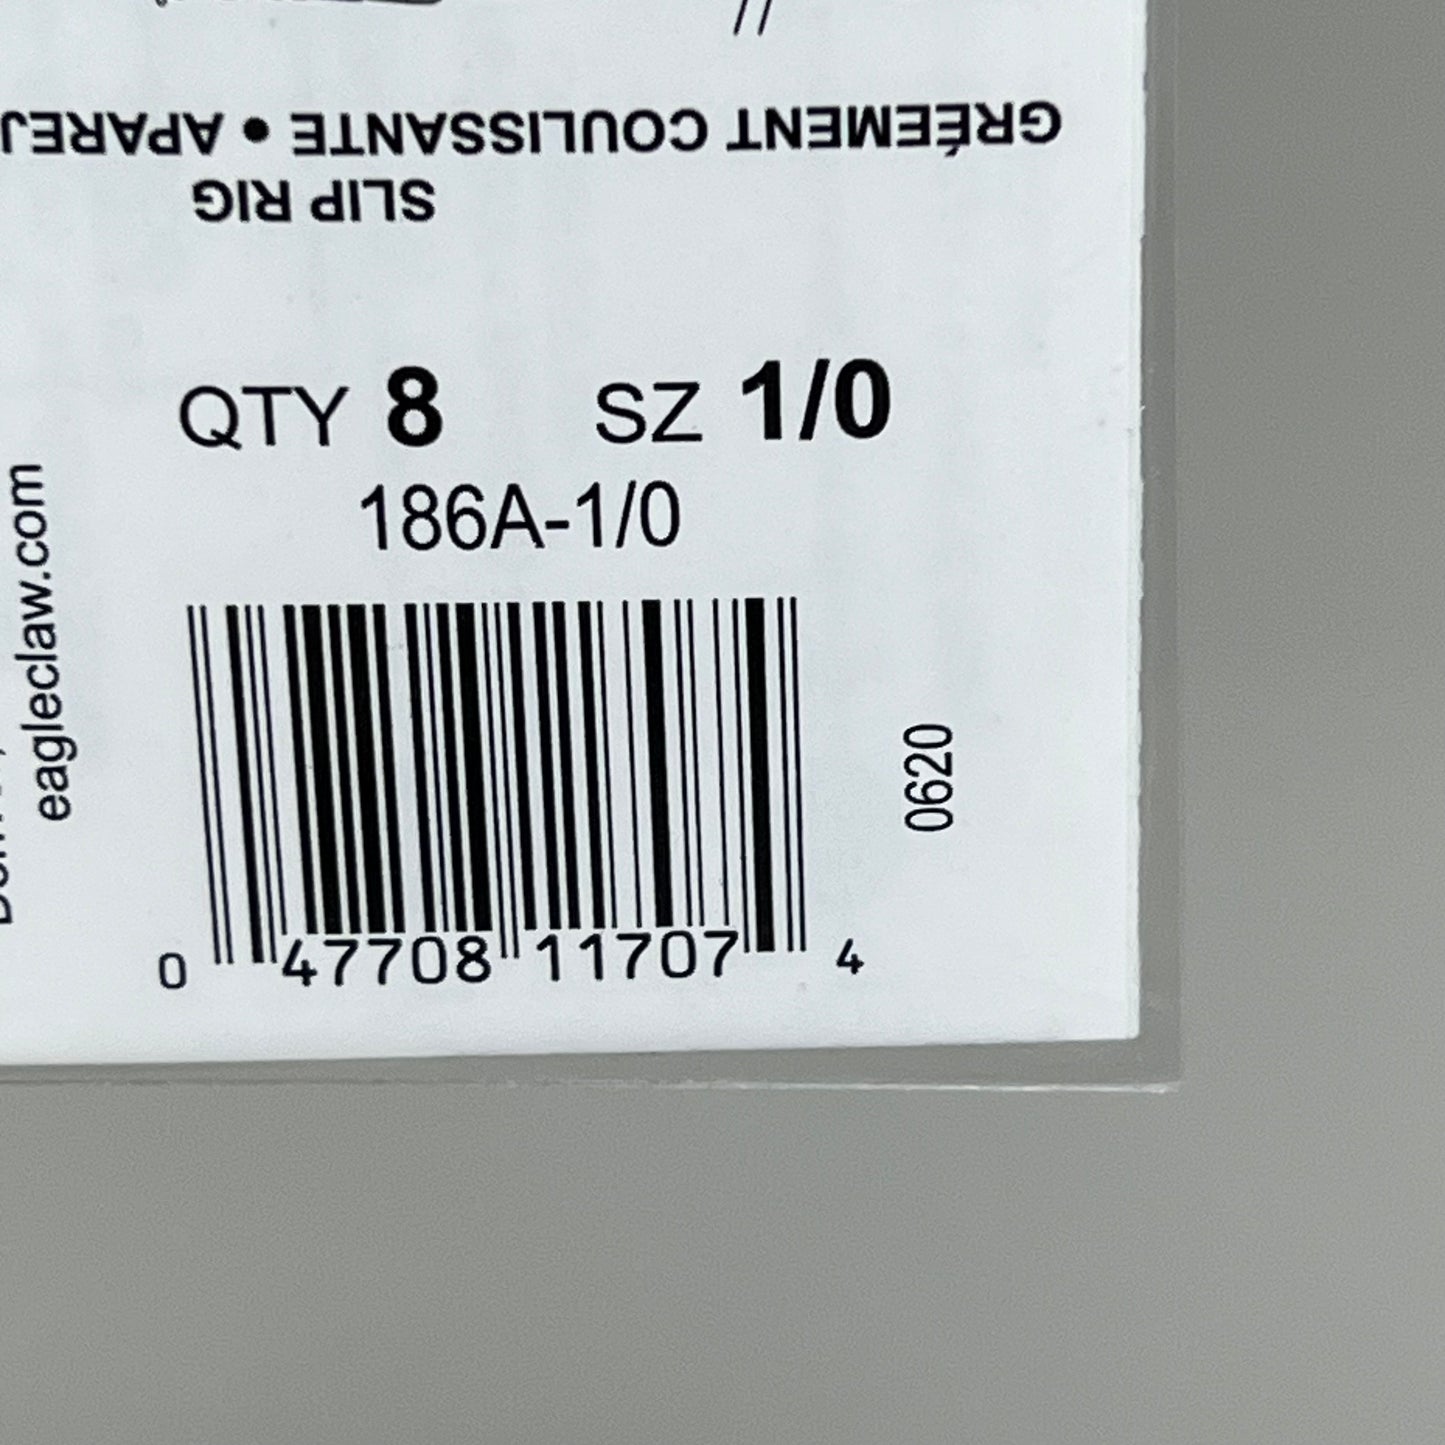 GRÉEMENT COULISSANTE • APAREJ
SLIP RIG
QTY 8 SZ 1/0
186A-1/0
eagleclaw.com
0620
0 47708 11707 4